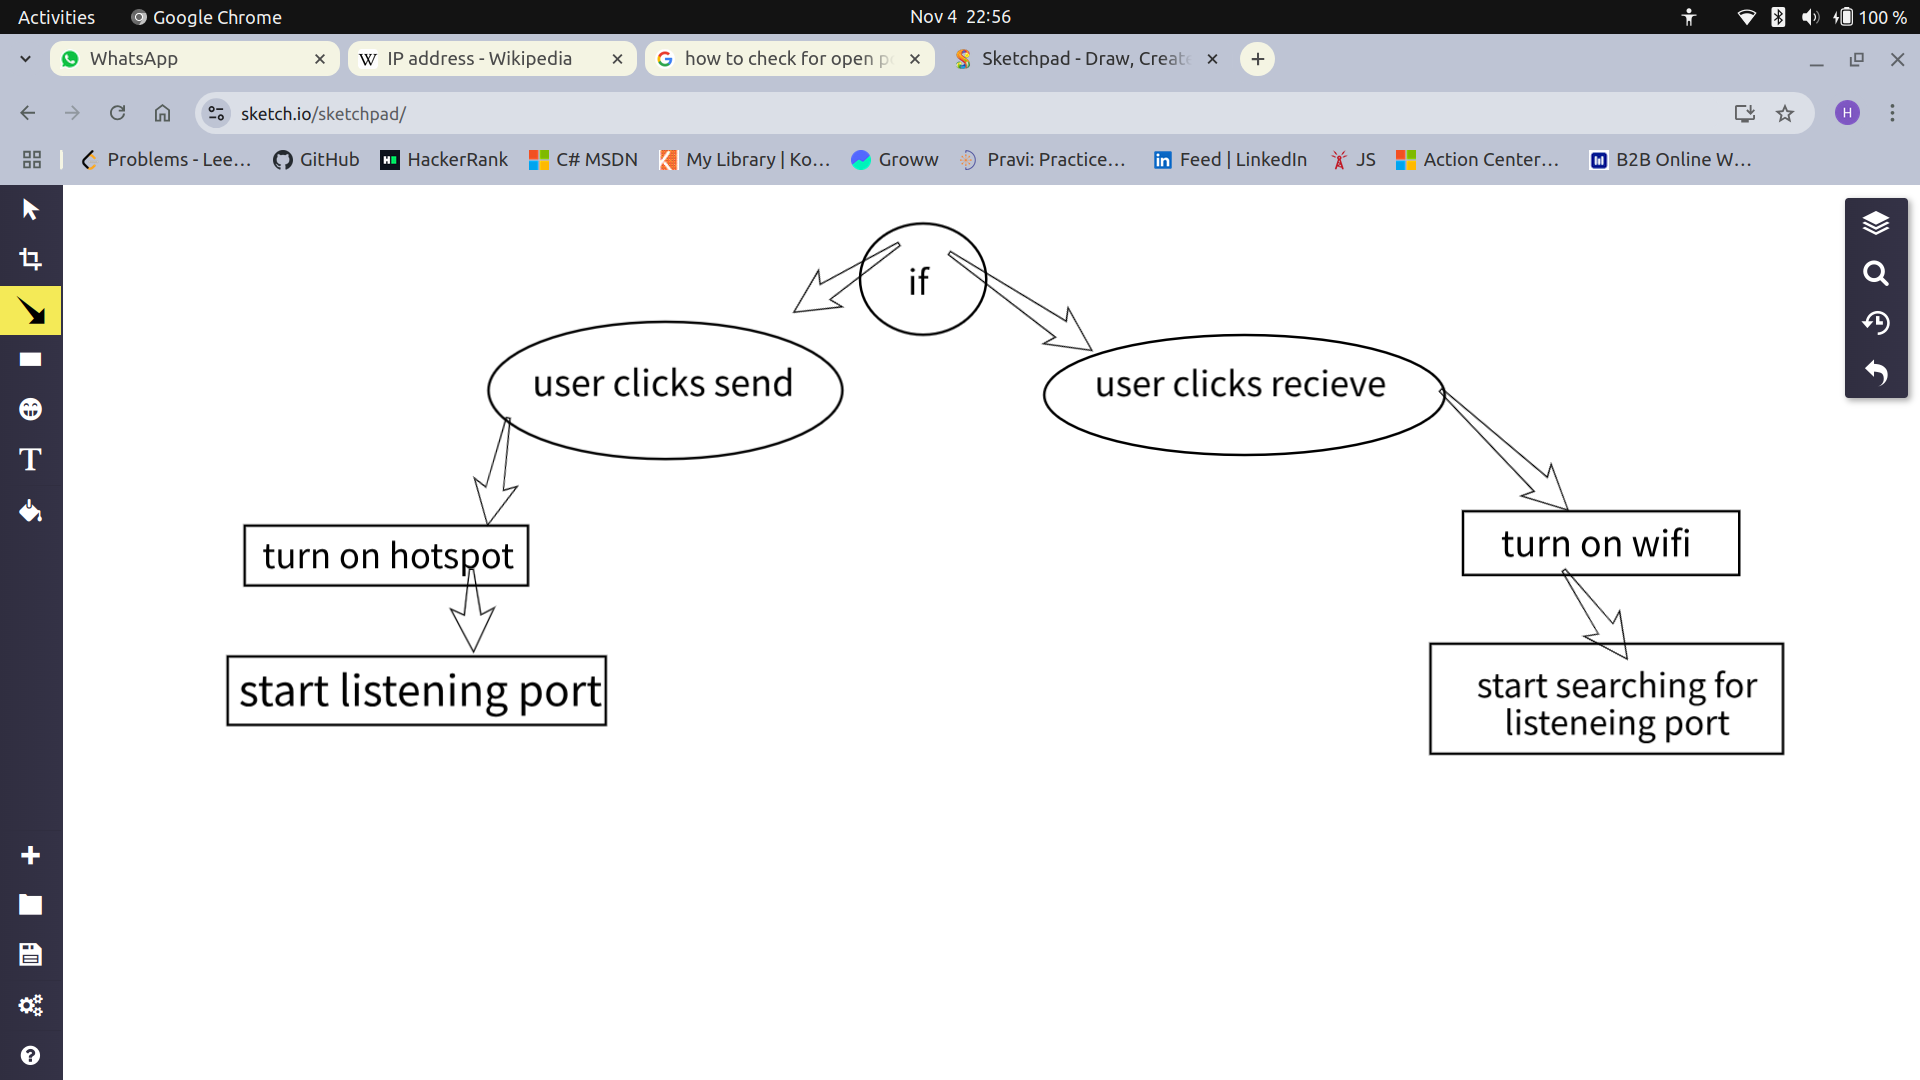 Activities
Google Chrome
Nov 4 22:56
100 %
WhatsApp
IP address - Wikipedia
how to check for open
Sketchpad - Draw, Create
sketch.io/sketchpad/
H
Problems - Lee...
GitHub
HackerRank
C# MSDN
My Library | Ko...
Groww
Pravi: Practice...
Feed | LinkedIn
JS
Action Center...
B2B Online W...
if
user clicks send
user clicks recieve
turn on hotspot
turn on wifi
start listening port
start searching for
listeneing port